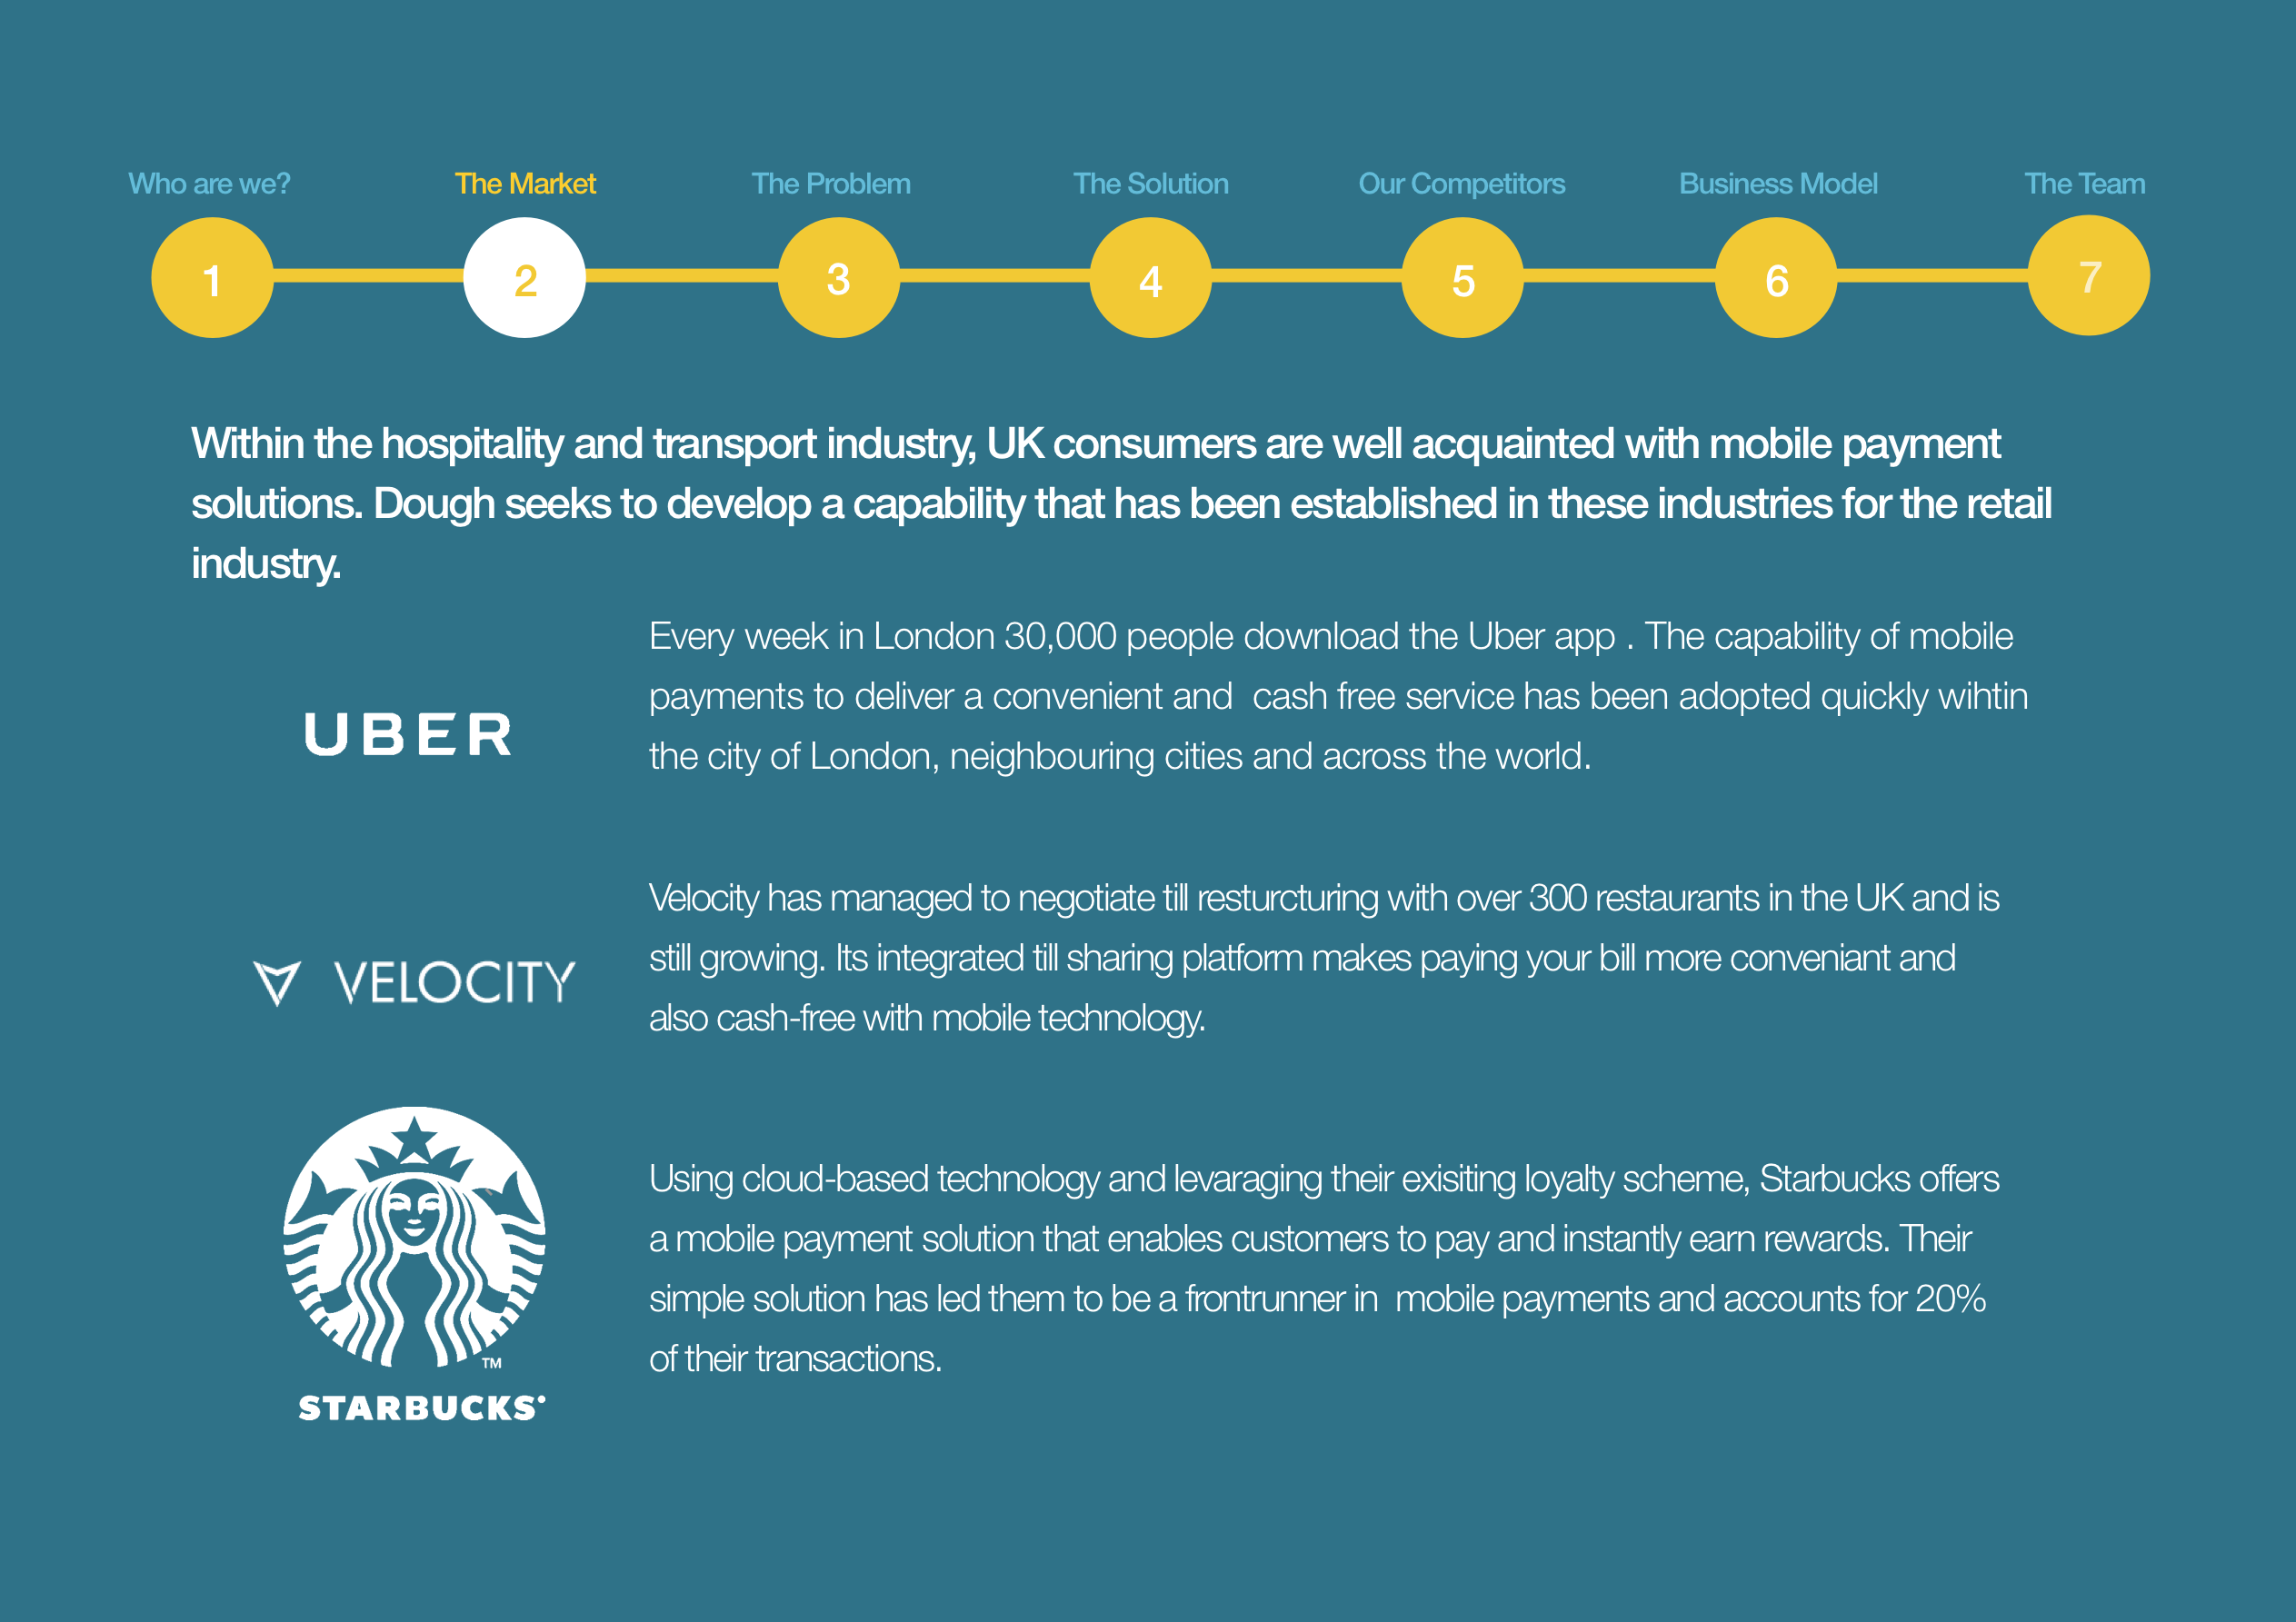 Who are we?
The Market
The Problem
The Solution
Our Competitors
Business Model
The Team
1
2
3
4
5
6
7
Within the hospitality and transport industry, UK consumers are well acquainted with mobile payment
solutions. Dough seeks to develop a capability that has been established in these industries for the retail
industry.
UBER
Every week in London 30,000 people download the Uber app . The capability of mobile
payments to deliver a convenient and  cash free service has been adopted quickly wihtin
the city of London, neighbouring cities and across the world.
VELOCITY
Velocity has managed to negotiate till resturcturing with over 300 restaurants in the UK and is
still growing. Its integrated till sharing platform makes paying your bill more conveniant and
also cash-free with mobile technology.
TM
STARBUCKS
Using cloud-based technology and levaraging their exisiting loyalty scheme, Starbucks offers
a mobile payment solution that enables customers to pay and instantly earn rewards. Their
simple solution has led them to be a frontrunner in  mobile payments and accounts for 20%
of their transactions.